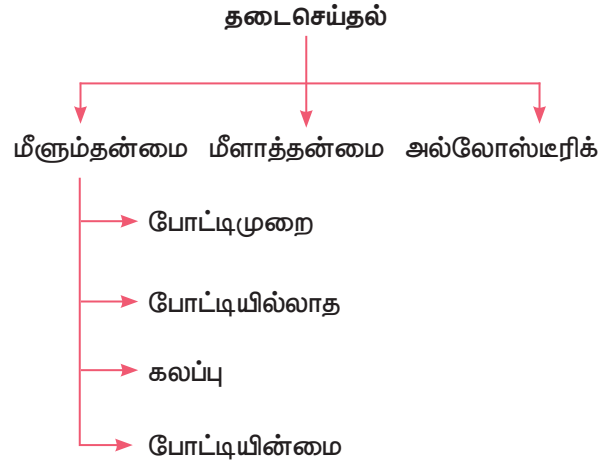 தடைசெய்தல்
மீளும்தன்மை மீளாத்தன்மை அல்லோஸ்டீரிக்
போட்டிமுறை
போட்டியில்லாத
கலப்பு
போட்டியின்மை